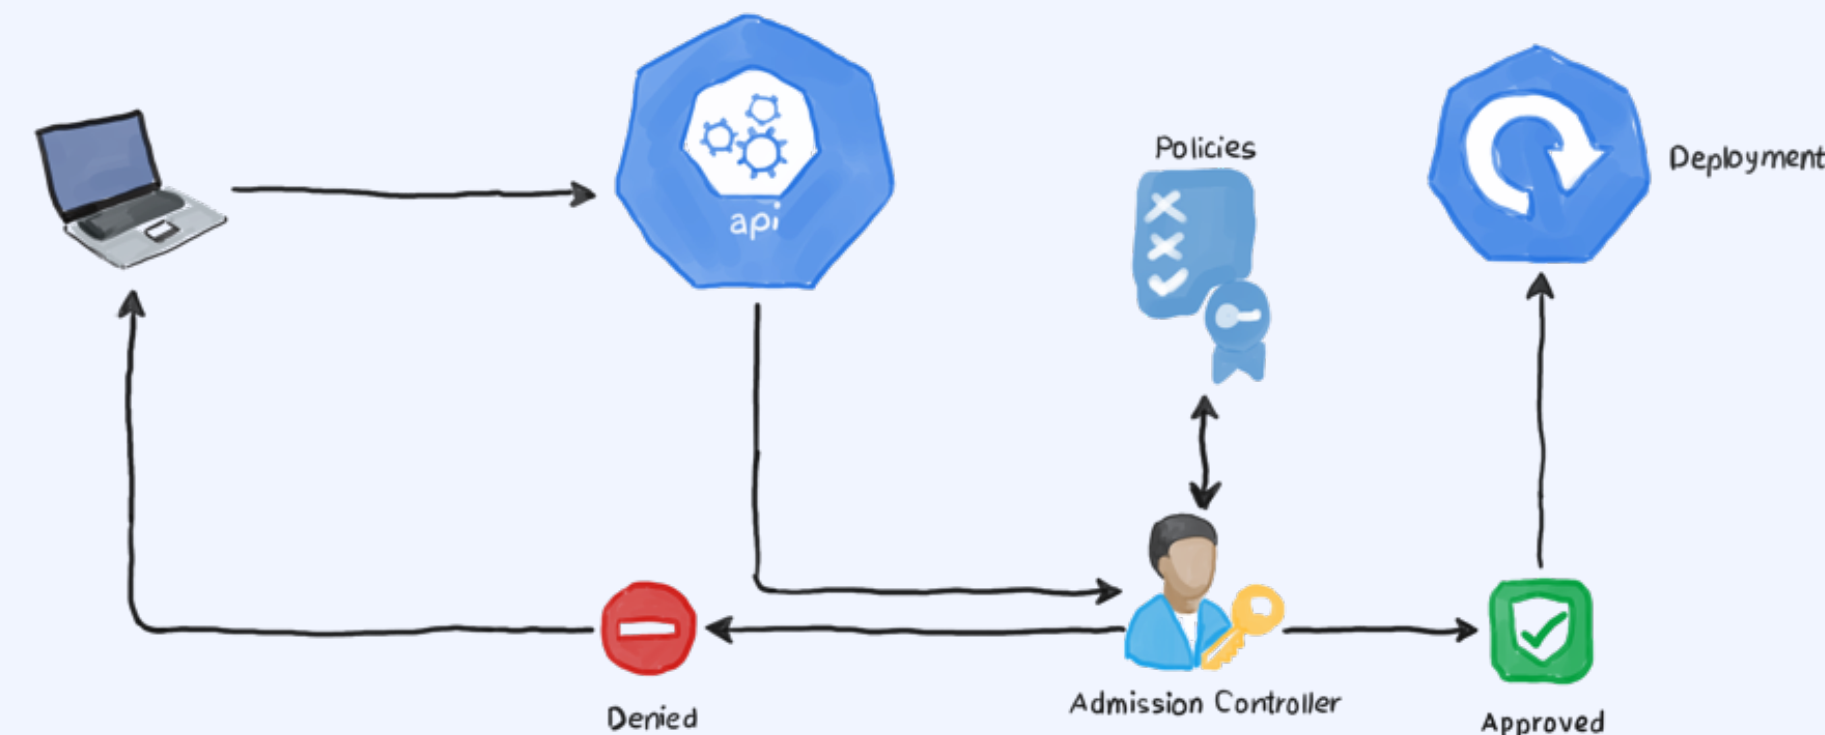 api
Policies
Deployment
Denied
Admission Controller
Approved